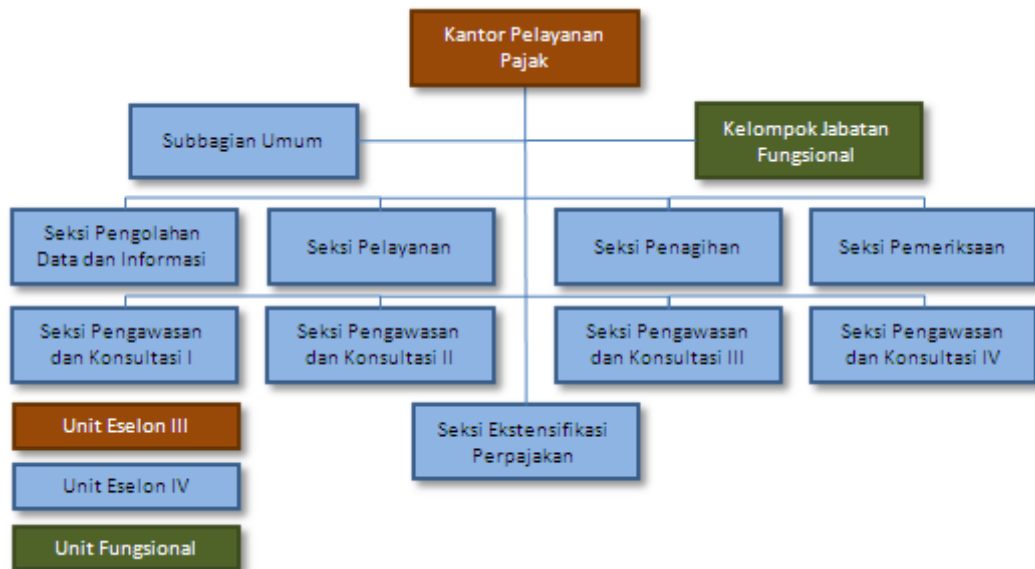 Kantor Pelayanan
Pajak
Subbagian Umum
Kelompok Jabatan
Fungsional
Seksi Pengolahan
Data dan Informasi
Seksi Pelayanan
Seksi Penagihan
Seksi Pemeriksaan
Seksi Pengawasan
dan Konsultasi I
Seksi Pengawasan
dan Konsultasi II
Seksi Pengawasan
dan Konsultasi III
Seksi Pengawasan
dan Konsultasi IV
Unit Eselon III
Seksi Ekstensifikasi
Perpajakan
Unit Eselon IV
Unit Fungsional